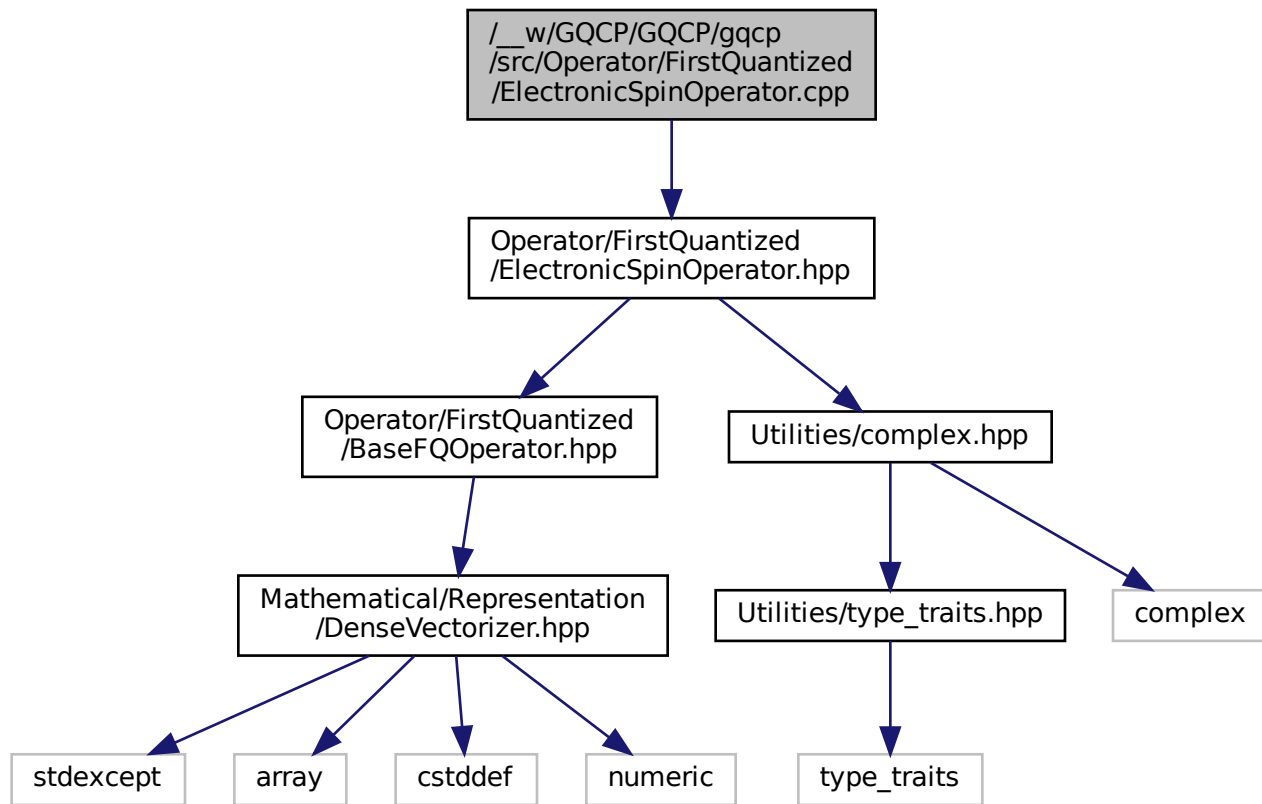 /__w/GQCP/GQCP/gqcp
/src/Operator/FirstQuantized
/ElectronicSpinOperator.cpp
Operator/FirstQuantized
/ElectronicSpinOperator.hpp
Operator/FirstQuantized
/BaseFQOperator.hpp
Utilities/complex.hpp
Mathematical/Representation
/DenseVectorizer.hpp
Utilities/type_traits.hpp
complex
stdexcept
array
cstddef
numeric
type_traits